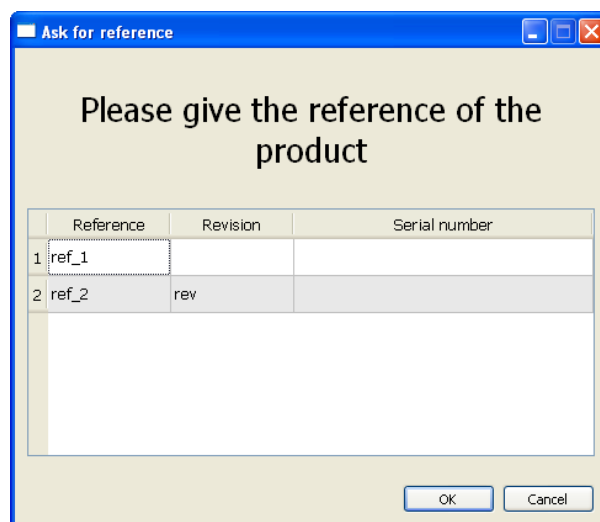 Ask for reference
Please give the reference of the
product
Reference Revision Serial number
1 ref_1
2 ref_2 rev
OK Cancel